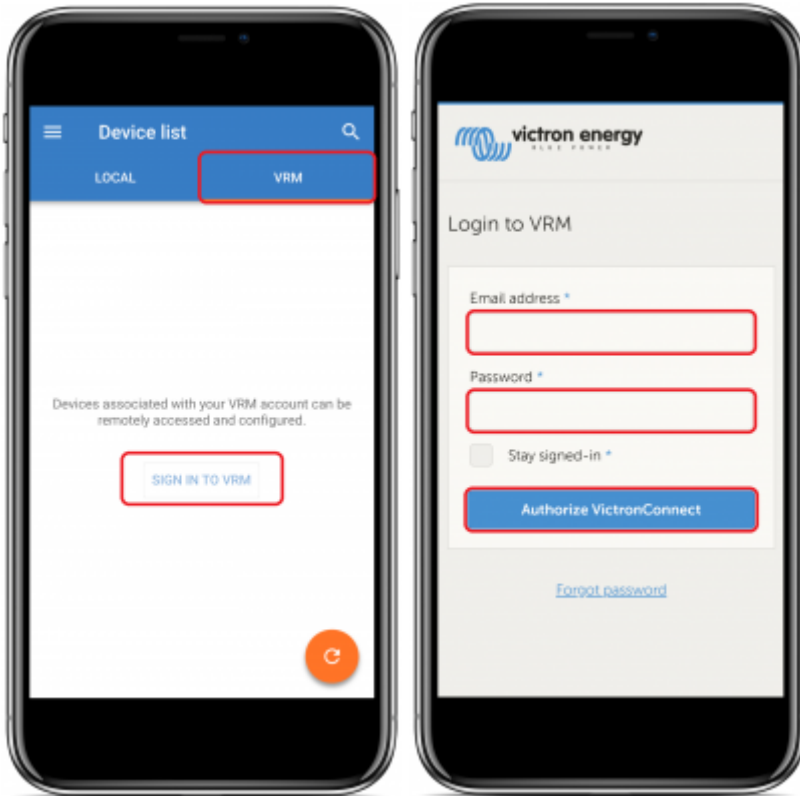 Device list
LOCAL VRM
Devices associated with your VRM account can be
remotely accessed and configured.
SIGN IN TO VRM
victron energy
BLUE POWER
Login to VRM
Email address *
Password *
Stay signed-in *
Authorize VictronConnect
Forgot password